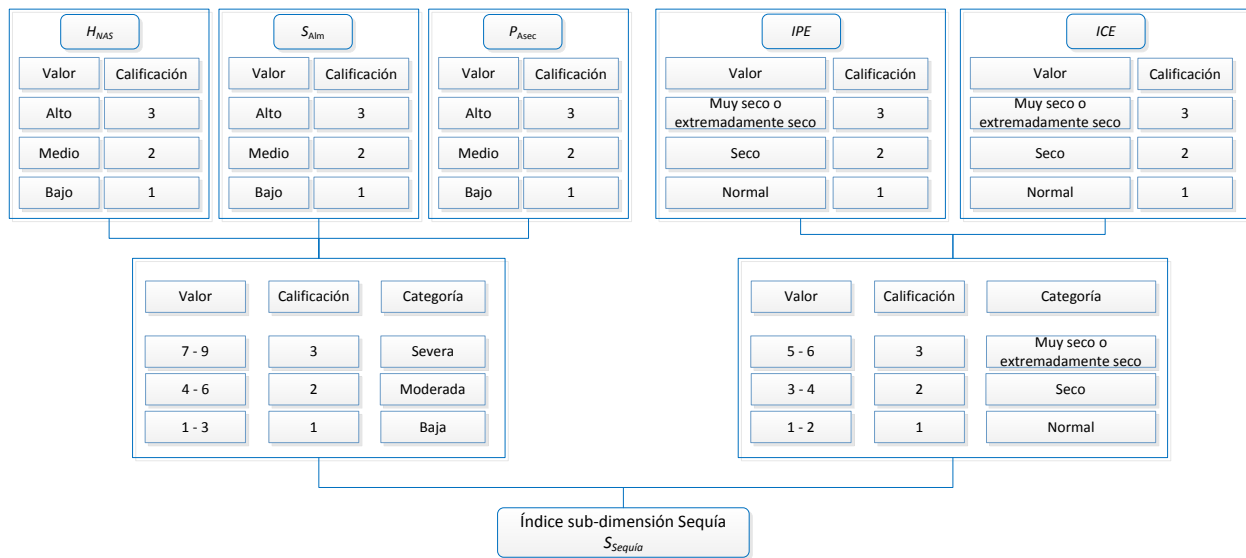 H_NAS
Valor Calificación
Alto 3
Medio 2
Bajo 1
S_Alm
Valor Calificación
Alto 3
Medio 2
Bajo 1
P_Asec
Valor Calificación
Alto 3
Medio 2
Bajo 1
IPE
Valor Calificación
Muy seco o
extremadamente seco 3
Seco 2
Normal 1
ICE
Valor Calificación
Muy seco o
extremadamente seco 3
Seco 2
Normal 1
Valor Calificación Categoría
7 - 9 3 Severa
4 - 6 2 Moderada
1 - 3 1 Baja
Valor Calificación Categoría
5 - 6 3 Muy seco o
extremadamente seco
3 - 4 2 Seco
1 - 2 1 Normal
Índice sub-dimensión Sequía
S_Sequía